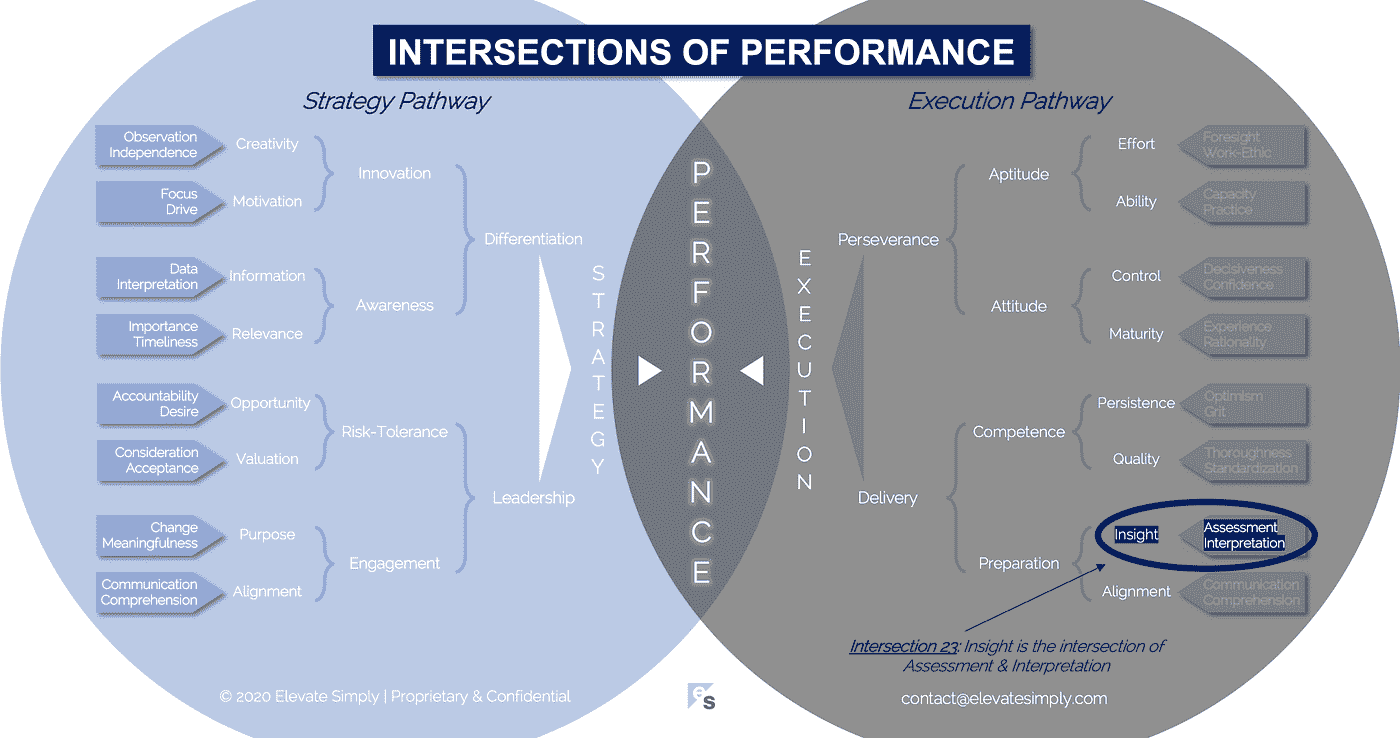 INTERSECTIONS OF PERFORMANCE
Strategy Pathway
Observation
Independence
Creativity
Focus
Drive
Motivation
Innovation
Data
Interpretation
Information
Importance
Timeliness
Relevance
Awareness
Differentiation
Accountability
Desire
Opportunity
Consideration
Acceptance
Valuation
Risk-Tolerance
Change
Meaningfulness
Purpose
Communication
Comprehension
Alignment
Engagement
Leadership
STRATEGY
PERFORMANCE
EXECUTION
Execution Pathway
Perseverance
Aptitude
Effort
Foresight
Work-Ethic
Ability
Capacity
Practice
Attitude
Control
Decisiveness
Confidence
Maturity
Experience
Rationality
Delivery
Competence
Persistence
Optimism
Grit
Quality
Thoroughness
Standardization
Preparation
Insight
Assessment
Interpretation
Alignment
Communication
Comprehension
Intersection 23: Insight is the intersection of
Assessment & Interpretation
© 2020 Elevate Simply | Proprietary & Confidential
es
contact@elevatesimply.com